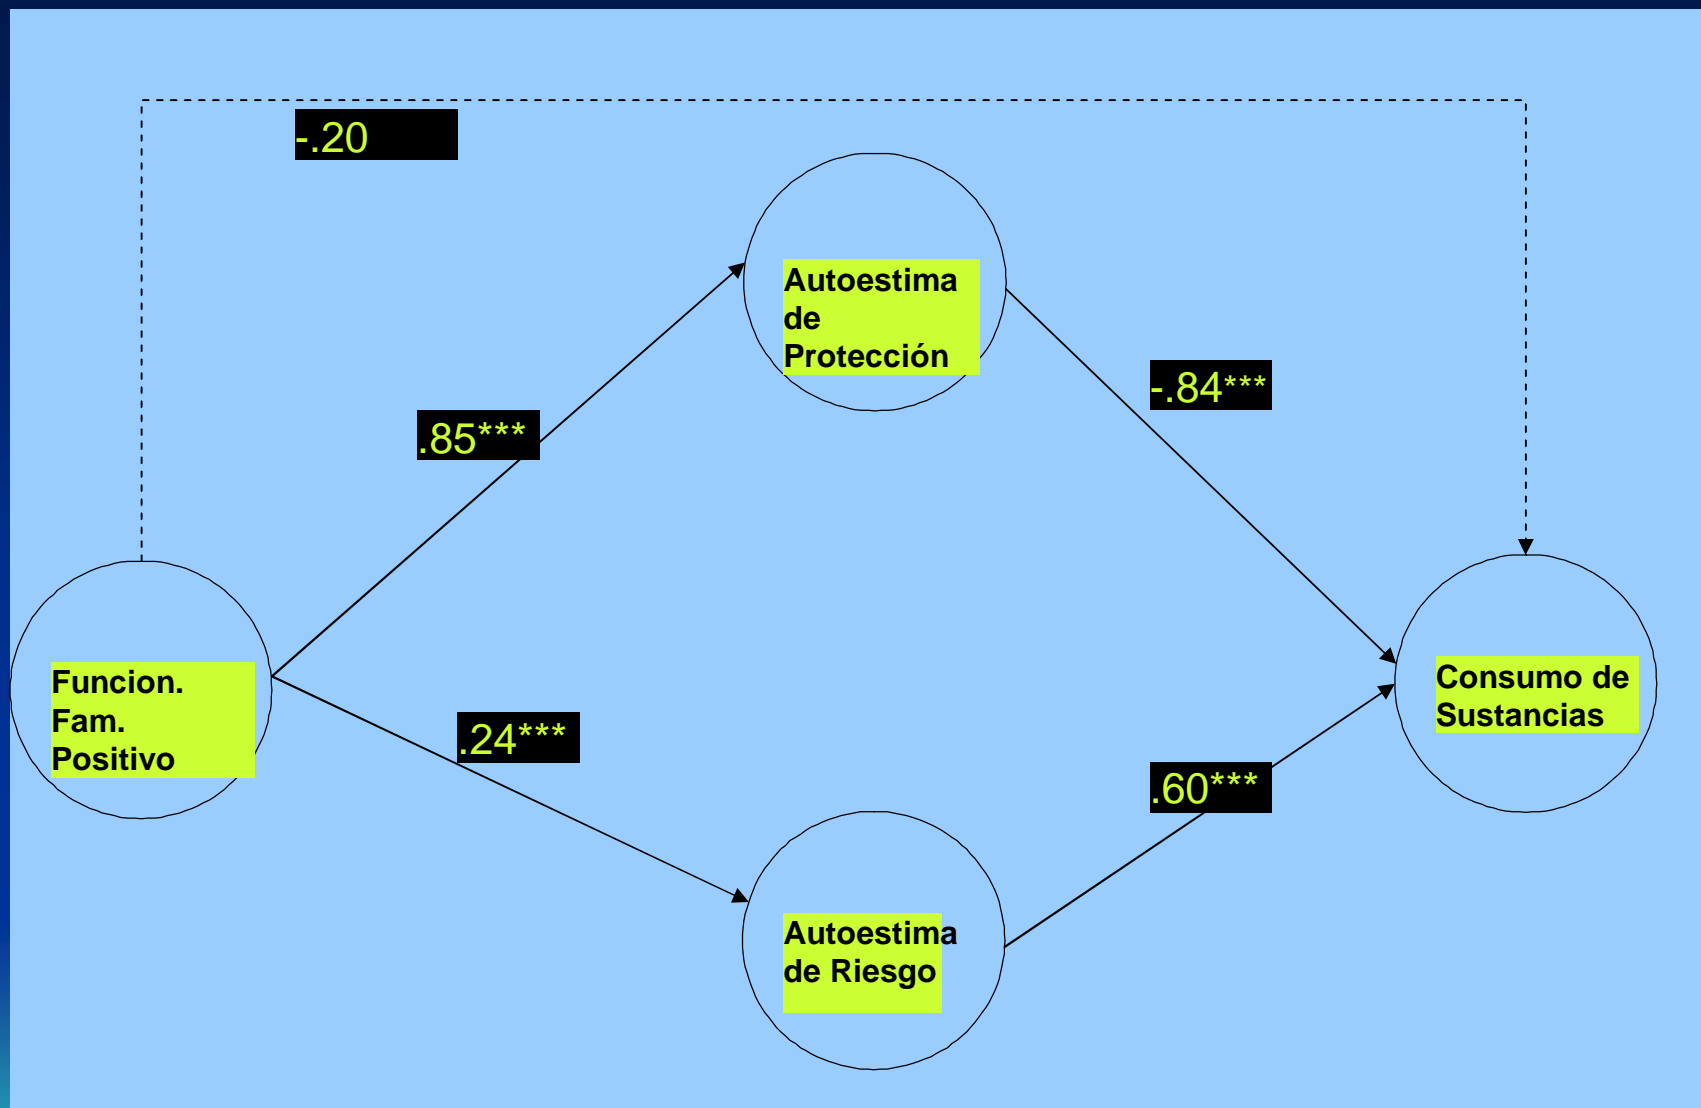 -.20
Autoestima
de
Protección
-.84***
.85***
Funcion.
Fam.
Positivo
Consumo de
Sustancias
.24***
.60***
Autoestima
de Riesgo